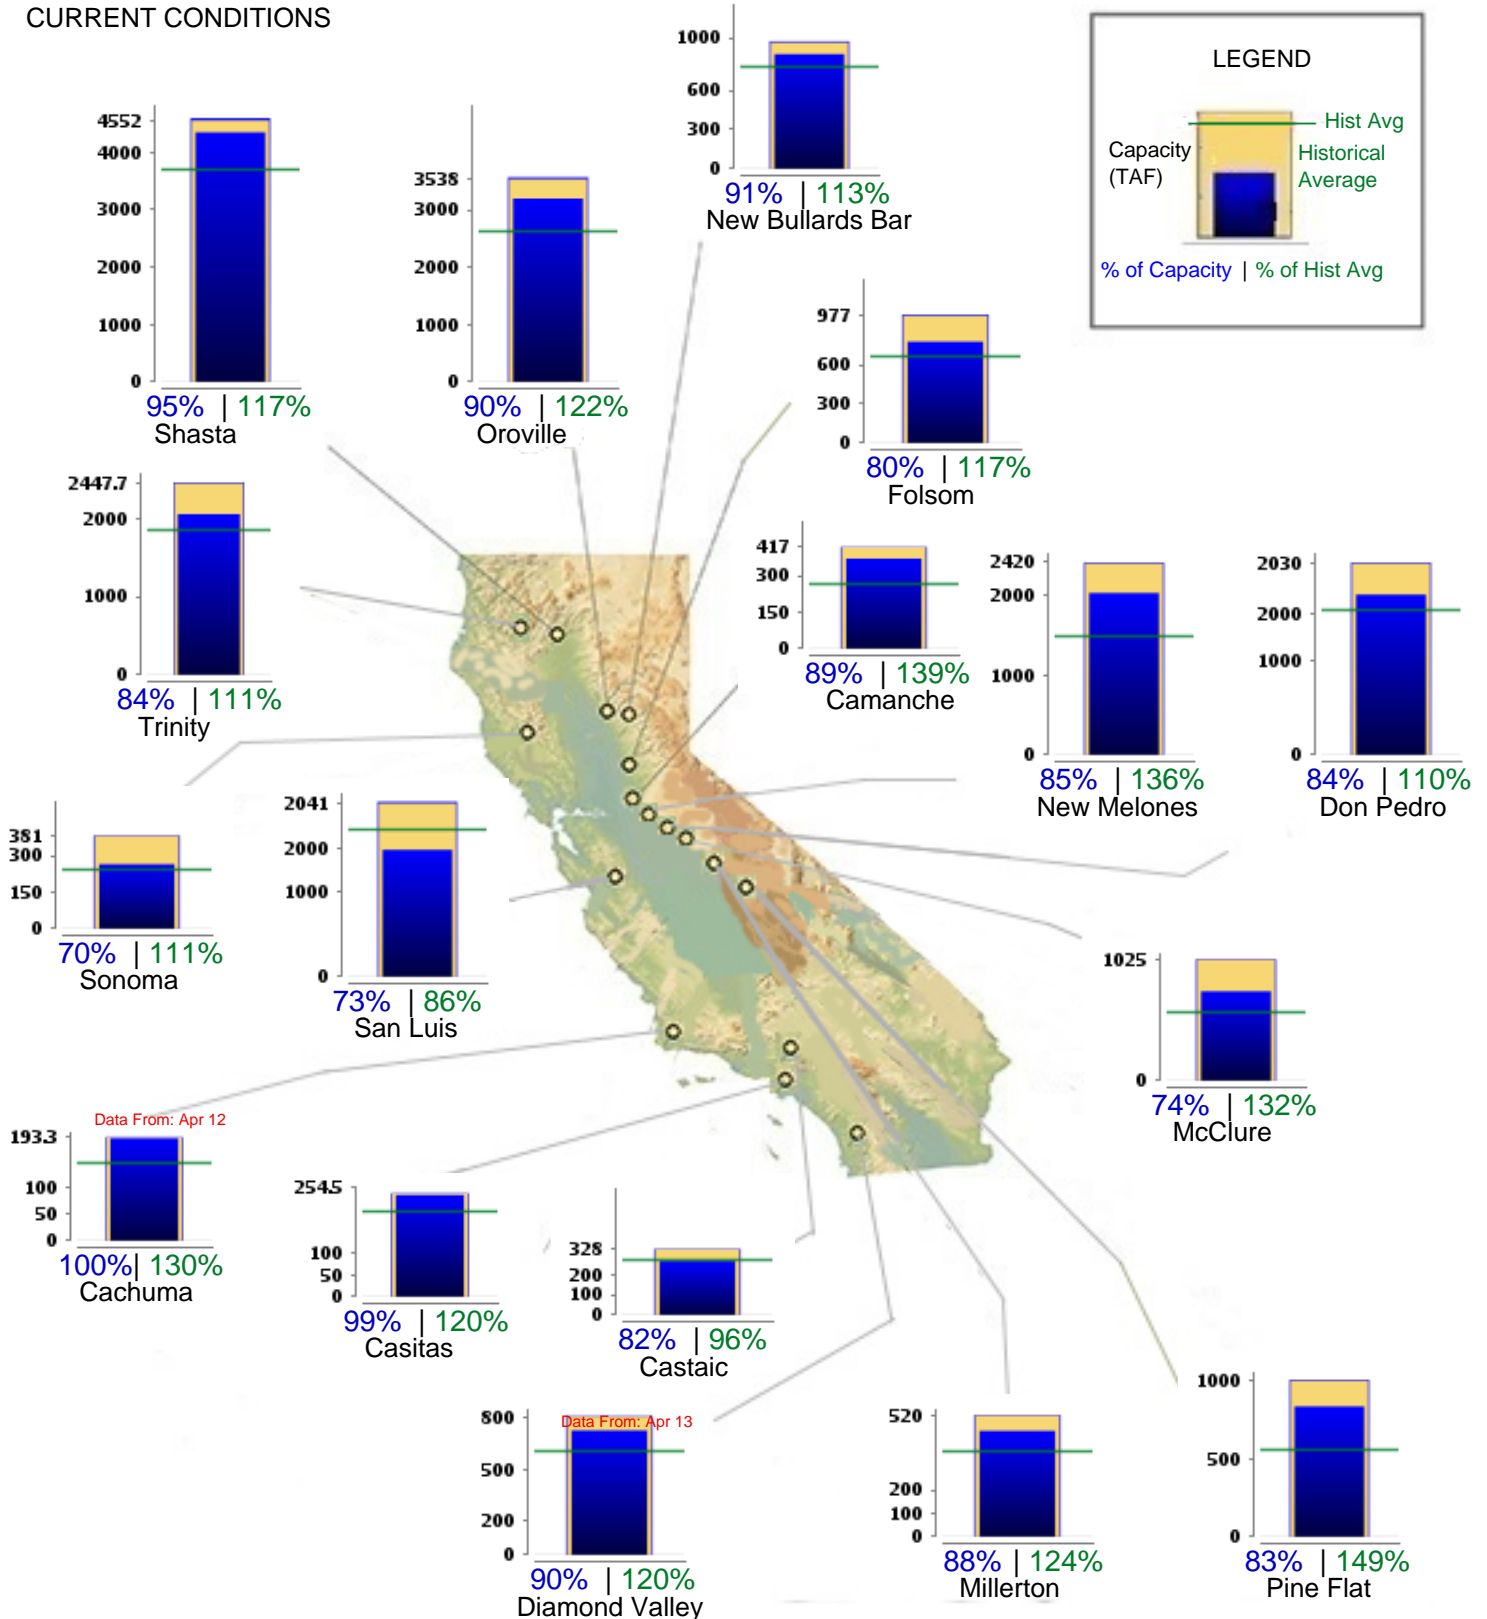 CURRENT CONDITIONS
1000
600
300
0
91% | 113%
New Bullards Bar
LEGEND
Hist Avg
Capacity
(TAF)
Historical
Average
% of Capacity | % of Hist Avg
4552
4000
3000
2000
1000
0
95% | 117%
Shasta
3538
3000
2000
1000
0
90% | 122%
Oroville
977
600
300
0
80% | 117%
Folsom
2447.7
2000
1000
0
84% | 111%
Trinity
417
300
150
0
89% | 139%
Camanche
2420
2000
1000
0
85% | 136%
New Melones
2030
2000
1000
0
84% | 110%
Don Pedro
381
300
150
0
70% | 111%
Sonoma
2041
2000
1000
0
73% | 86%
San Luis
1025
0
74% | 132%
McClure
Data From: Apr 12
193.3
100
50
0
100% | 130%
Cachuma
254.5
100
50
0
99% | 120%
Casitas
328
200
100
0
82% | 96%
Castaic
Data From: Apr 13
800
500
200
0
90% | 120%
Diamond Valley
520
200
100
0
88% | 124%
Millerton
1000
500
0
83% | 149%
Pine Flat